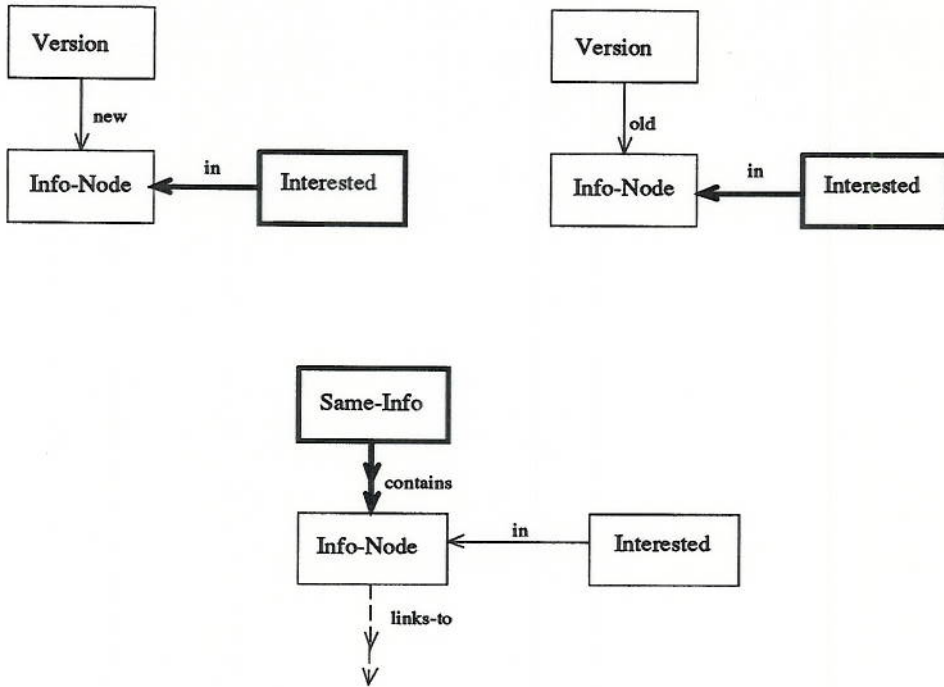 Version
new
Info-Node
in
Interested
Version
old
Info-Node
in
Interested
Same-Info
contains
Info-Node
in
Interested
links-to